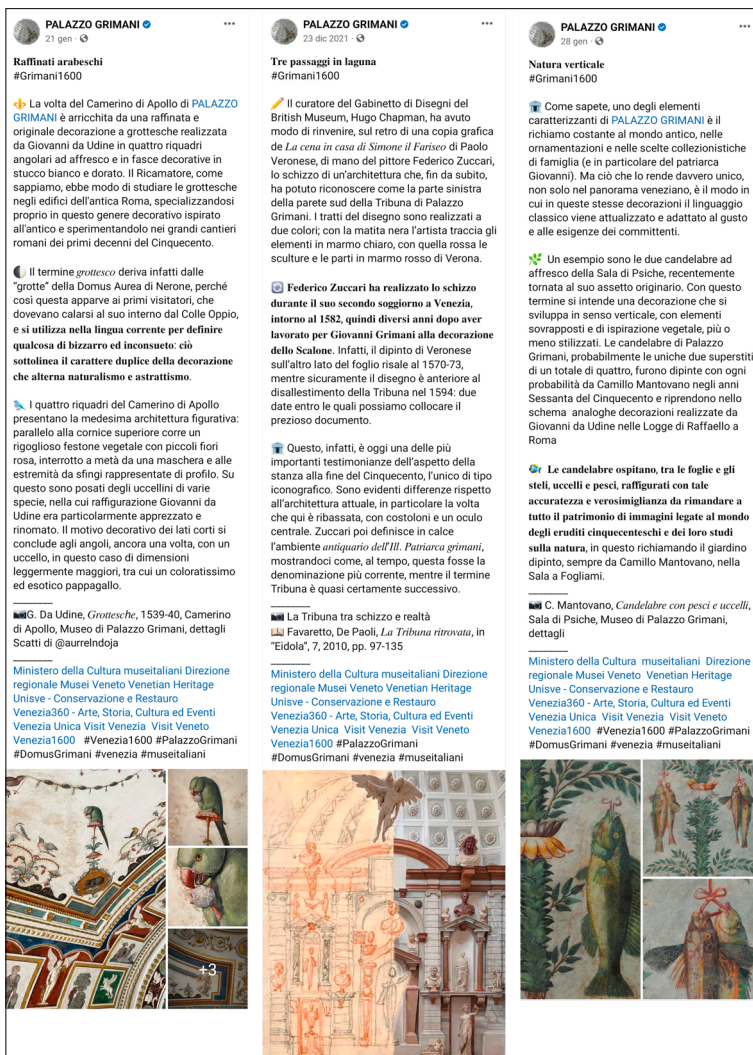 PALAZZO GRIMANI
21 gen ·
Raffinati arabeschi
#Grimani1600
⚜️ La volta del Camerino di Apollo di PALAZZO
GRIMANI è arricchita da una raffinata e
originale decorazione a grottesche realizzata
da Giovanni da Udine in quattro riquadri
angolari ad affresco e in fasce decorative in
stucco bianco e dorato. Il Ricamatore, come
sappiamo, ebbe modo di studiare le grottesche
negli edifici dell'antica Roma, specializzandosi
proprio in questo genere decorativo ispirato
all'antico e sperimentandolo nei grandi cantieri
romani dei primi decenni del Cinquecento.
🌓 Il termine grottesco deriva infatti dalle
“grotte” della Domus Aurea di Nerone, perché
così questa apparve ai primi visitatori, che
dovevano calarsi al suo interno dal Colle Oppio,
e si utilizza nella lingua corrente per definire
qualcosa di bizzarro ed inconsueto: ciò
sottolinea il carattere duplice della decorazione
che alterna naturalismo e astrattismo.
🐦 I quattro riquadri del Camerino di Apollo
presentano la medesima architettura figurativa:
parallelo alla cornice superiore corre un
rigoglioso festone vegetale con piccoli fiori
rosa, interrotto a metà da una maschera e alle
estremità da sfingi rappresentate di profilo. Su
questo sono posati degli uccellini di varie
specie, nella cui raffigurazione Giovanni da
Udine era particolarmente apprezzato e
rinomato. Il motivo decorativo dei lati corti si
conclude agli angoli, ancora una volta, con un
uccello, in questo caso di dimensioni
leggermente maggiori, tra cui un coloratissimo
ed esotico pappagallo.
📷G. Da Udine, Grottesche, 1539-40, Camerino
di Apollo, Museo di Palazzo Grimani, dettagli
Scatti di @aurrelndoja
Ministero della Cultura museitaliani Direzione
regionale Musei Veneto Venetian Heritage
Unisve - Conservazione e Restauro
Venezia360 - Arte, Storia, Cultura ed Eventi
Venezia Unica Visit Venezia Visit Veneto
Venezia1600 #Venezia1600 #PalazzoGrimani
#DomusGrimani #venezia #museitaliani
+3
PALAZZO GRIMANI
23 dic 2021 ·
Tre passaggi in laguna
#Grimani1600
✏️ Il curatore del Gabinetto di Disegni del
British Museum, Hugo Chapman, ha avuto
modo di rinvenire, sul retro di una copia grafica
de La cena in casa di Simone il Fariseo di Paolo
Veronese, di mano del pittore Federico Zuccari,
lo schizzo di un'architettura che, fin da subito,
ha potuto riconoscere come la parte sinistra
della parete sud della Tribuna di Palazzo
Grimani. I tratti del disegno sono realizzati a
due colori; con la matita nera l'artista traccia gli
elementi in marmo chiaro, con quella rossa le
sculture e le parti in marmo rosso di Verona.
🔄 Federico Zuccari ha realizzato lo schizzo
durante il suo secondo soggiorno a Venezia,
intorno al 1582, quindi diversi anni dopo aver
lavorato per Giovanni Grimani alla decorazione
dello Scalone. Infatti, il dipinto di Veronese
sull'altro lato del foglio risale al 1570-73,
mentre sicuramente il disegno è anteriore al
disallestimento della Tribuna nel 1594: due
date entro le quali possiamo collocare il
prezioso documento.
🏛️ Questo, infatti, è oggi una delle più
importanti testimonianze dell'aspetto della
stanza alla fine del Cinquecento, l'unico di tipo
iconografico. Sono evidenti differenze rispetto
all'architettura attuale, in particolare la volta
che qui è ribassata, con costoloni e un oculo
centrale. Zuccari poi definisce in calce
l'ambiente antiquario dell'Ill. Patriarca grimani,
mostrandoci come, al tempo, questa fosse la
denominazione più corrente, mentre il termine
Tribuna è quasi certamente successivo.
📷 La Tribuna tra schizzo e realtà
📖 Favaretto, De Paoli, La Tribuna ritrovata, in
“Eidola”, 7, 2010, pp. 97-135
Ministero della Cultura museitaliani Direzione
regionale Musei Veneto Venetian Heritage
Unisve - Conservazione e Restauro
Venezia360 - Arte, Storia, Cultura ed Eventi
Venezia Unica Visit Venezia Visit Veneto
Venezia1600 #PalazzoGrimani
#DomusGrimani #venezia #museitaliani
PALAZZO GRIMANI
28 gen ·
Natura verticale
#Grimani1600
🏛️ Come sapete, uno degli elementi
caratterizzanti di PALAZZO GRIMANI è il
richiamo costante al mondo antico, nelle
ornamentazioni e nelle scelte collezionistiche
di famiglia (e in particolare del patriarca
Giovanni). Ma ciò che rende davvero unico,
non solo nel panorama veneziano, è il modo in
cui in queste stesse decorazioni il linguaggio
classico viene attualizzato e adattato al gusto
e alle esigenze dei committenti.
🌿 Un esempio sono le due candelabre ad
affresco della Sala di Psiche, recentemente
tornata al suo assetto originario. Con questo
termine si intende una decorazione che si
sviluppa in senso verticale, con elementi
sovrapposti e di ispirazione vegetale, più o
meno stilizzati. Le candelabre di Palazzo
Grimani, probabilmente le uniche due superstiti
di un totale di quattro, furono dipinte con ogni
probabilità da Camillo Mantovano negli anni
Sessanta del Cinquecento e riprendono nello
schema analoghe decorazioni realizzate da
Giovanni da Udine nelle Logge di Raffaello a
Roma
🐠 Le candelabre ospitano, tra le foglie e gli
steli, uccelli e pesci, raffigurati con tale
accuratezza e verosimiglianza da rimandare a
tutto il patrimonio di immagini legate al mondo
degli eruditi cinquecenteschi e dei loro studi
sulla natura, in questo richiamando il giardino
dipinto, sempre da Camillo Mantovano, nella
Sala a Fogliami.
📷 C. Mantovano, Candelabre con pesci e uccelli,
Sala di Psiche, Museo di Palazzo Grimani,
dettagli
Ministero della Cultura museitaliani Direzione
regionale Musei Veneto Venetian Heritage
Unisve - Conservazione e Restauro
Venezia360 - Arte, Storia, Cultura ed Eventi
Venezia Unica Visit Venezia Visit Veneto
Venezia1600 #Venezia1600 #PalazzoGrimani
#DomusGrimani #venezia #museitaliani